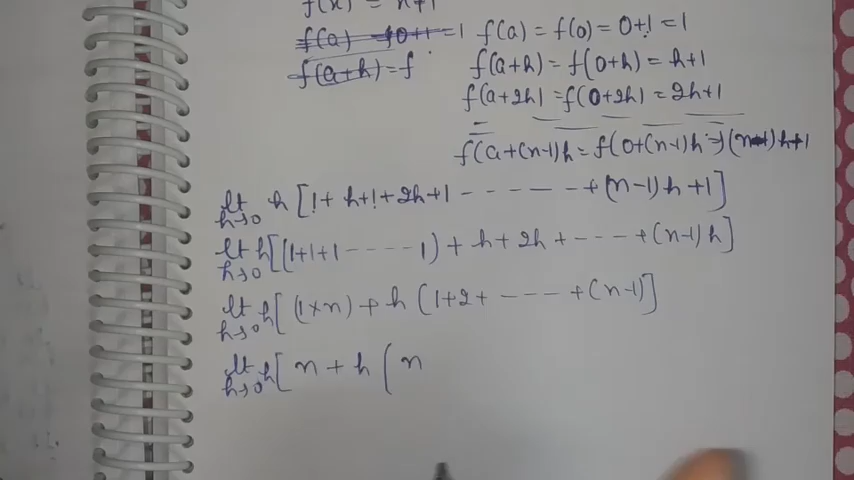 f(x) = x+1
f(a) = f(0) = 0+1 = 1
f(a+h) = f
f(a+h) = f(0+h) = h+1
f(a+2h) = f(0+2h) = 2h+1
f(a+(n-1)h = f(0+(n-1)h = (n-1)h+1
lt h→0 h[1+h+1+2h+1 ------+(n-1)h+1]
lt h→0 h[(1+1+1-----1)+h+2h+----+(n-1)h]
lt h→0 h[(1×n)+h(1+2+-----+(n-1)]
lt h→0 h[n+h(n